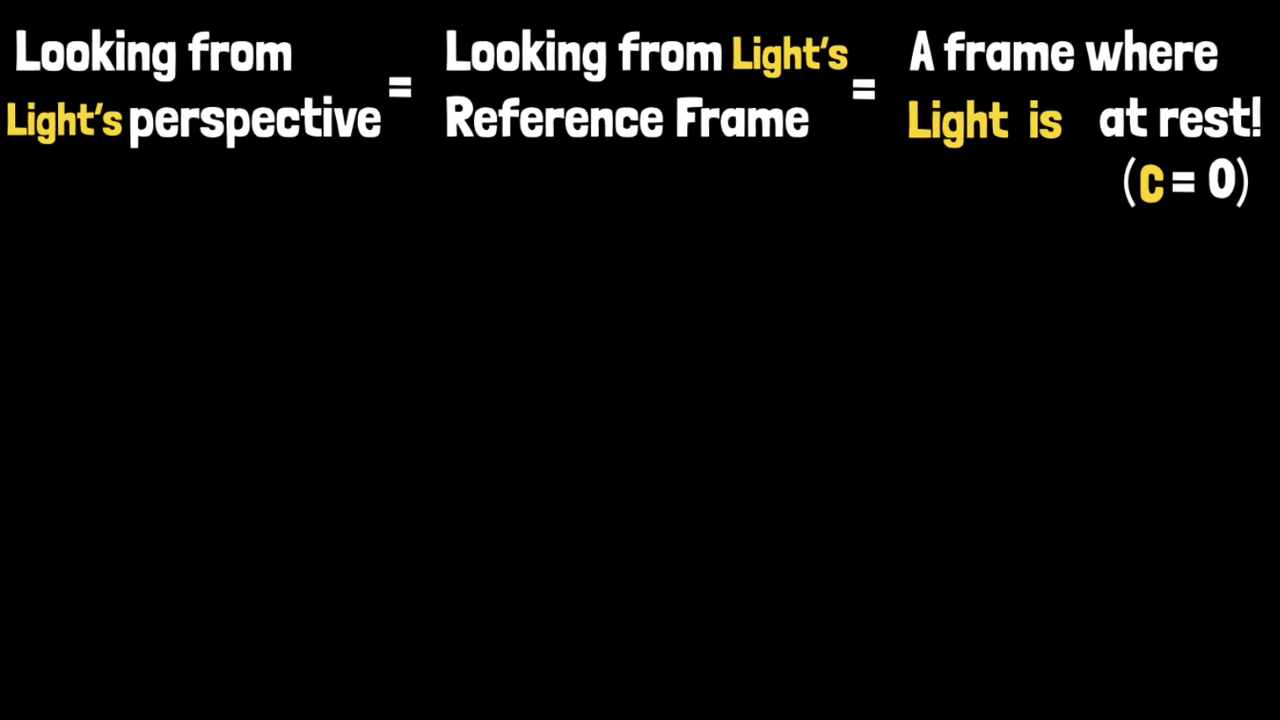 Looking from
Light's perspective
=
Looking from Light's
Reference Frame
=
A frame where
Light is at rest!
(c = 0)